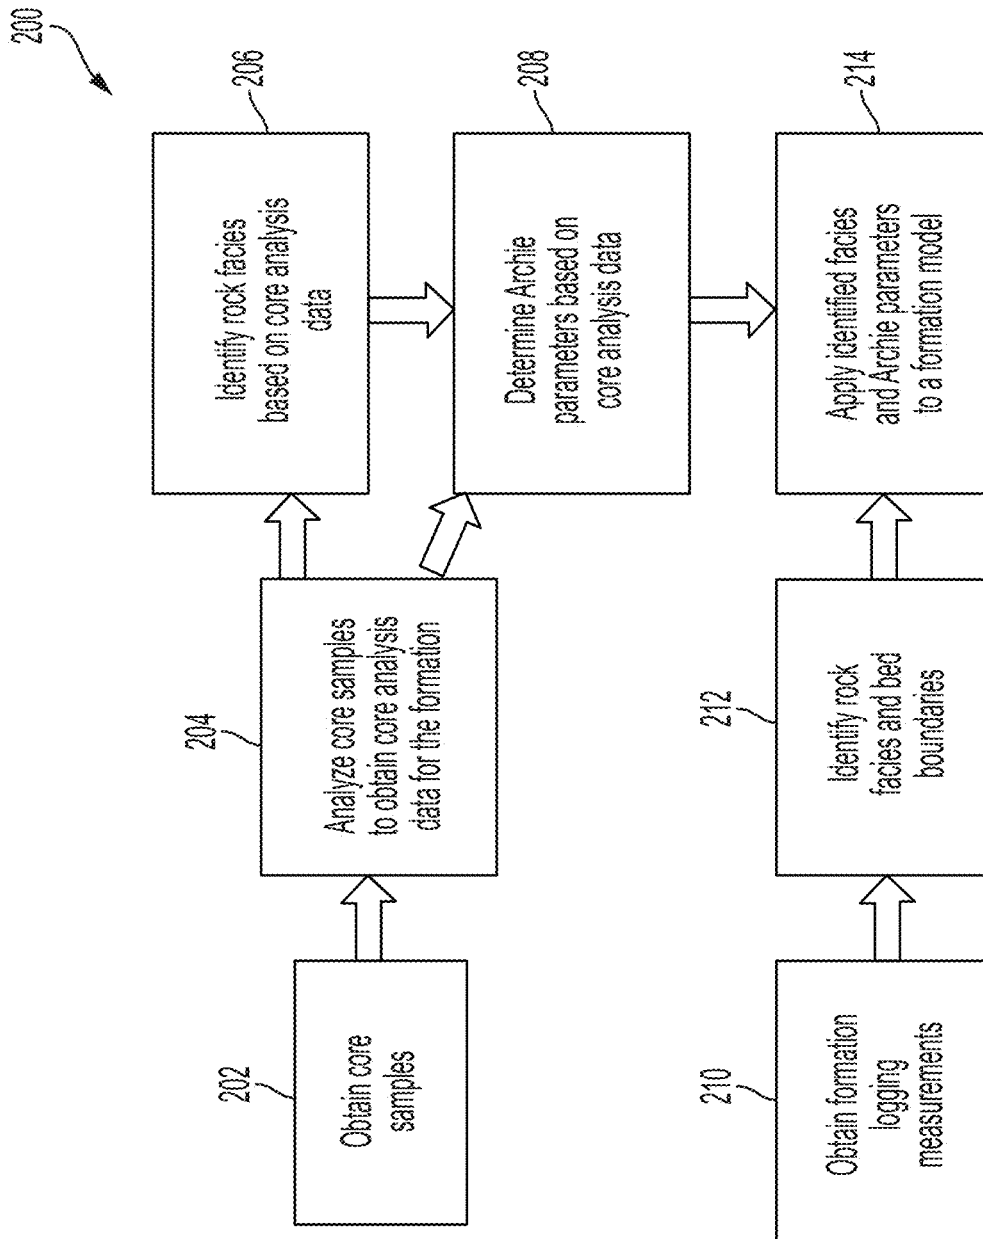 200
202
Obtain core
samples
204
Analyze core samples
to obtain core analysis
data for the formation
206
Identify rock facies
based on core analysis
data
208
Determine Archie
parameters based on
core analysis data
210
Obtain formation
logging
measurements
212
Identify rock
facies and bed
boundaries
214
Apply identified facies
and Archie parameters
to a formation model